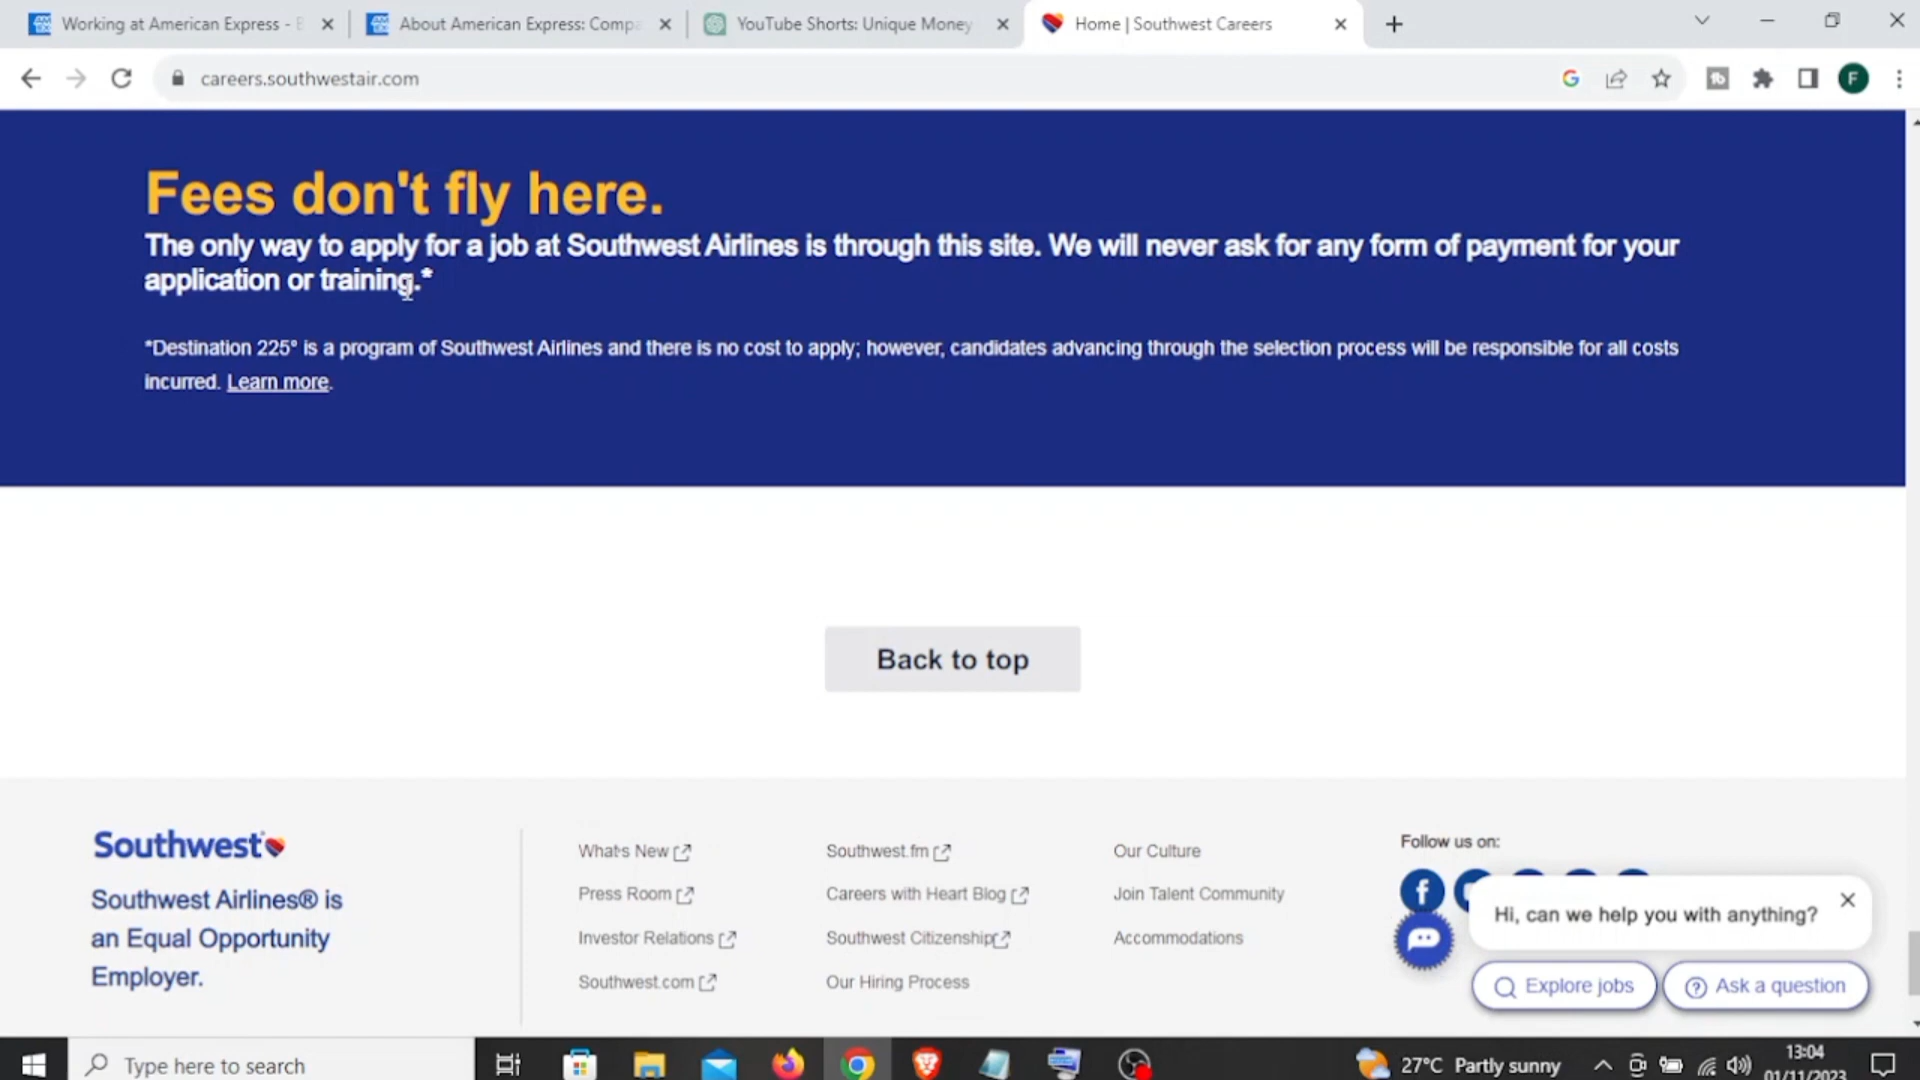 Working at American Express -
About American Express: Compa
YouTube Shorts: Unique Money
Home | Southwest Careers
careers.southwestair.com
F
Fees don't fly here.
The only way to apply for a job at Southwest Airlines is through this site. We will never ask for any form of payment for your
application or training.*
*Destination 225° is a program of Southwest Airlines and there is no cost to apply; however, candidates advancing through the selection process will be responsible for all costs
incurred. Learn more.
Back to top
Southwest
Southwest Airlines® is
an Equal Opportunity
Employer.
What's New
Press Room
Investor Relations
Southwest.com
Southwest.fm
Careers with Heart Blog
Southwest Citizenship
Our Hiring Process
Our Culture
Join Talent Community
Accommodations
Follow us on:
Hi, can we help you with anything?
Explore jobs
Ask a question
Type here to search
27°C Partly sunny
13:04
01/11/2023